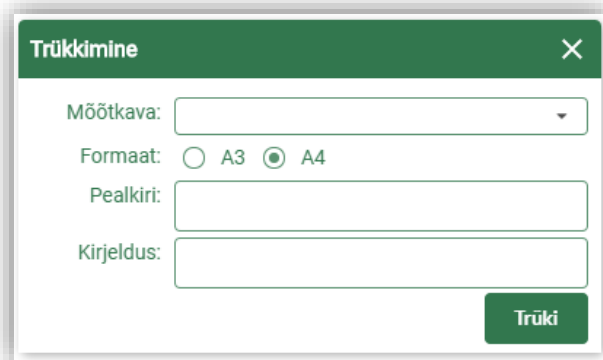 Trükkimine
Mõõtkava:
Formaat: A3 A4
Pealkiri:
Kirjeldus:
Trüki